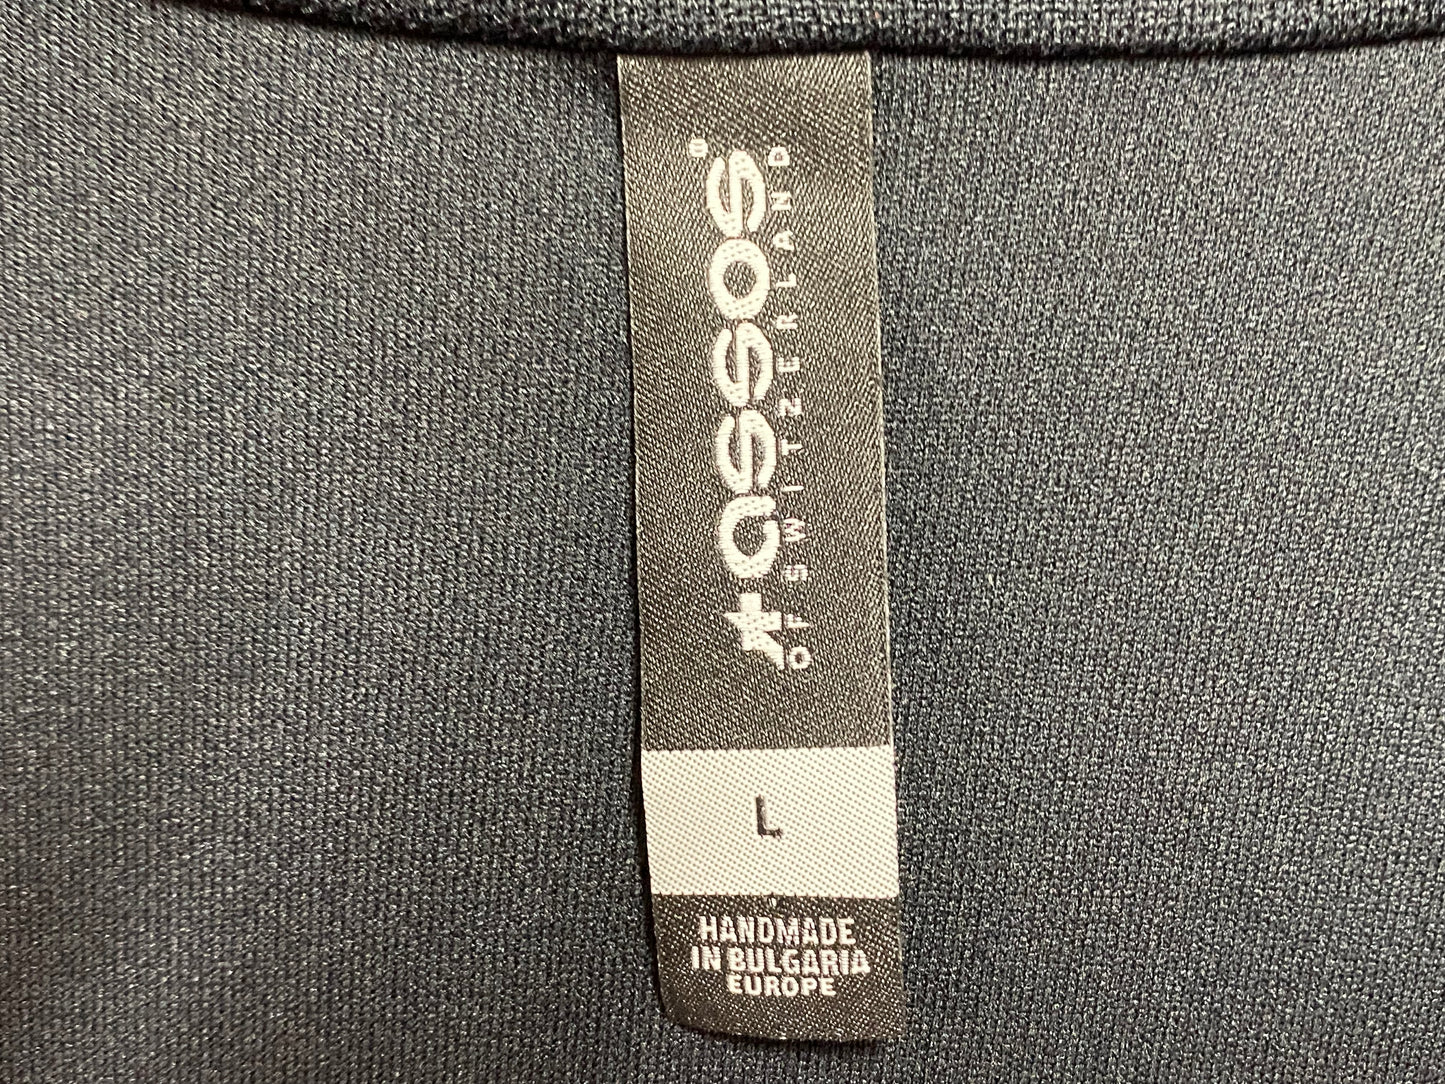 assos®
OF SWITZERLAND
L
HANDMADE
IN BULGARIA
EUROPE